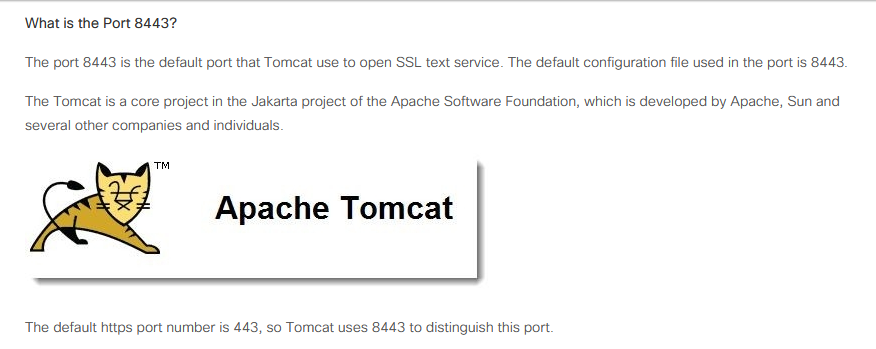 What is the Port 8443?
The port 8443 is the default port that Tomcat use to open SSL text service. The default configuration file used in the port is 8443.
The Tomcat is a core project in the Jakarta project of the Apache Software Foundation, which is developed by Apache, Sun and
several other companies and individuals.
TM
Apache Tomcat
The default https port number is 443, so Tomcat uses 8443 to distinguish this port.